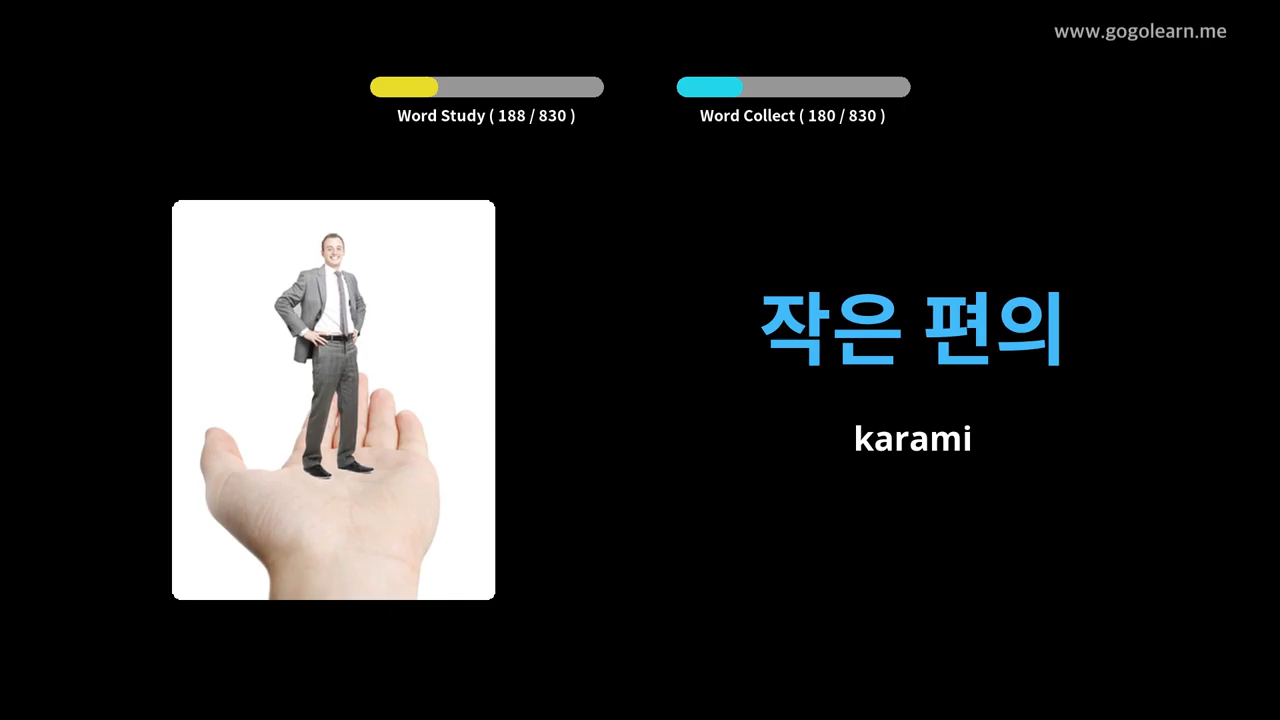 www.gogolearn.me
Word Study ( 188 / 830 )
Word Collect ( 180 / 830 )
작은 편의
karami